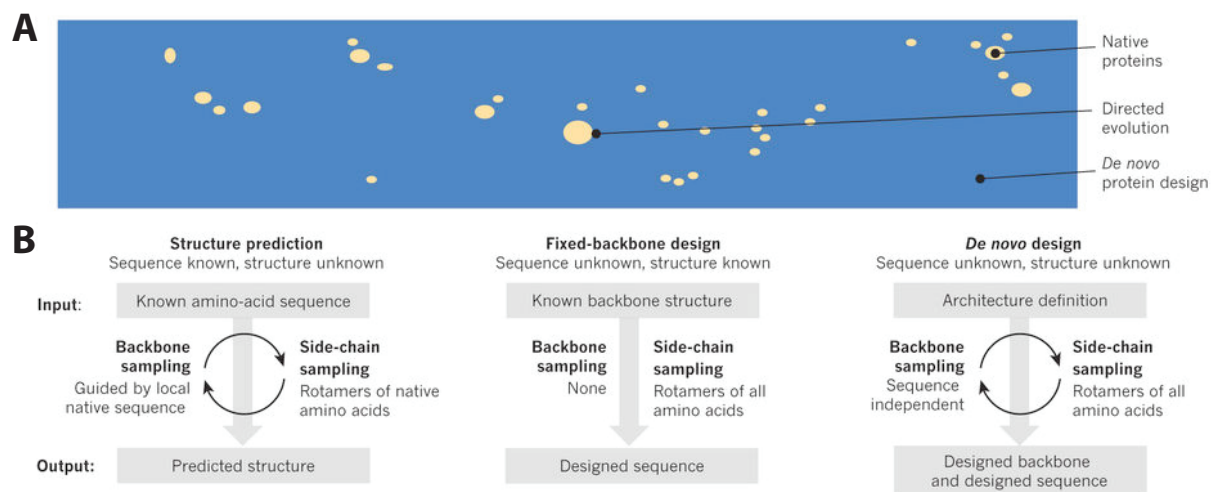 A
Native
proteins
Directed
evolution
De novo
protein design
B
Structure prediction
Sequence known, structure unknown
Input:
Known amino-acid sequence
Backbone
sampling
Guided by local
native sequence
Side-chain
sampling
Rotamers of native
amino acids
Output:
Predicted structure
Fixed-backbone design
Sequence unknown, structure known
Known backbone structure
Backbone
sampling
None
Side-chain
sampling
Rotamers of all
amino acids
Designed sequence
De novo design
Sequence unknown, structure unknown
Architecture definition
Backbone
sampling
Sequence
independent
Side-chain
sampling
Rotamers of all
amino acids
Designed backbone
and designed sequence